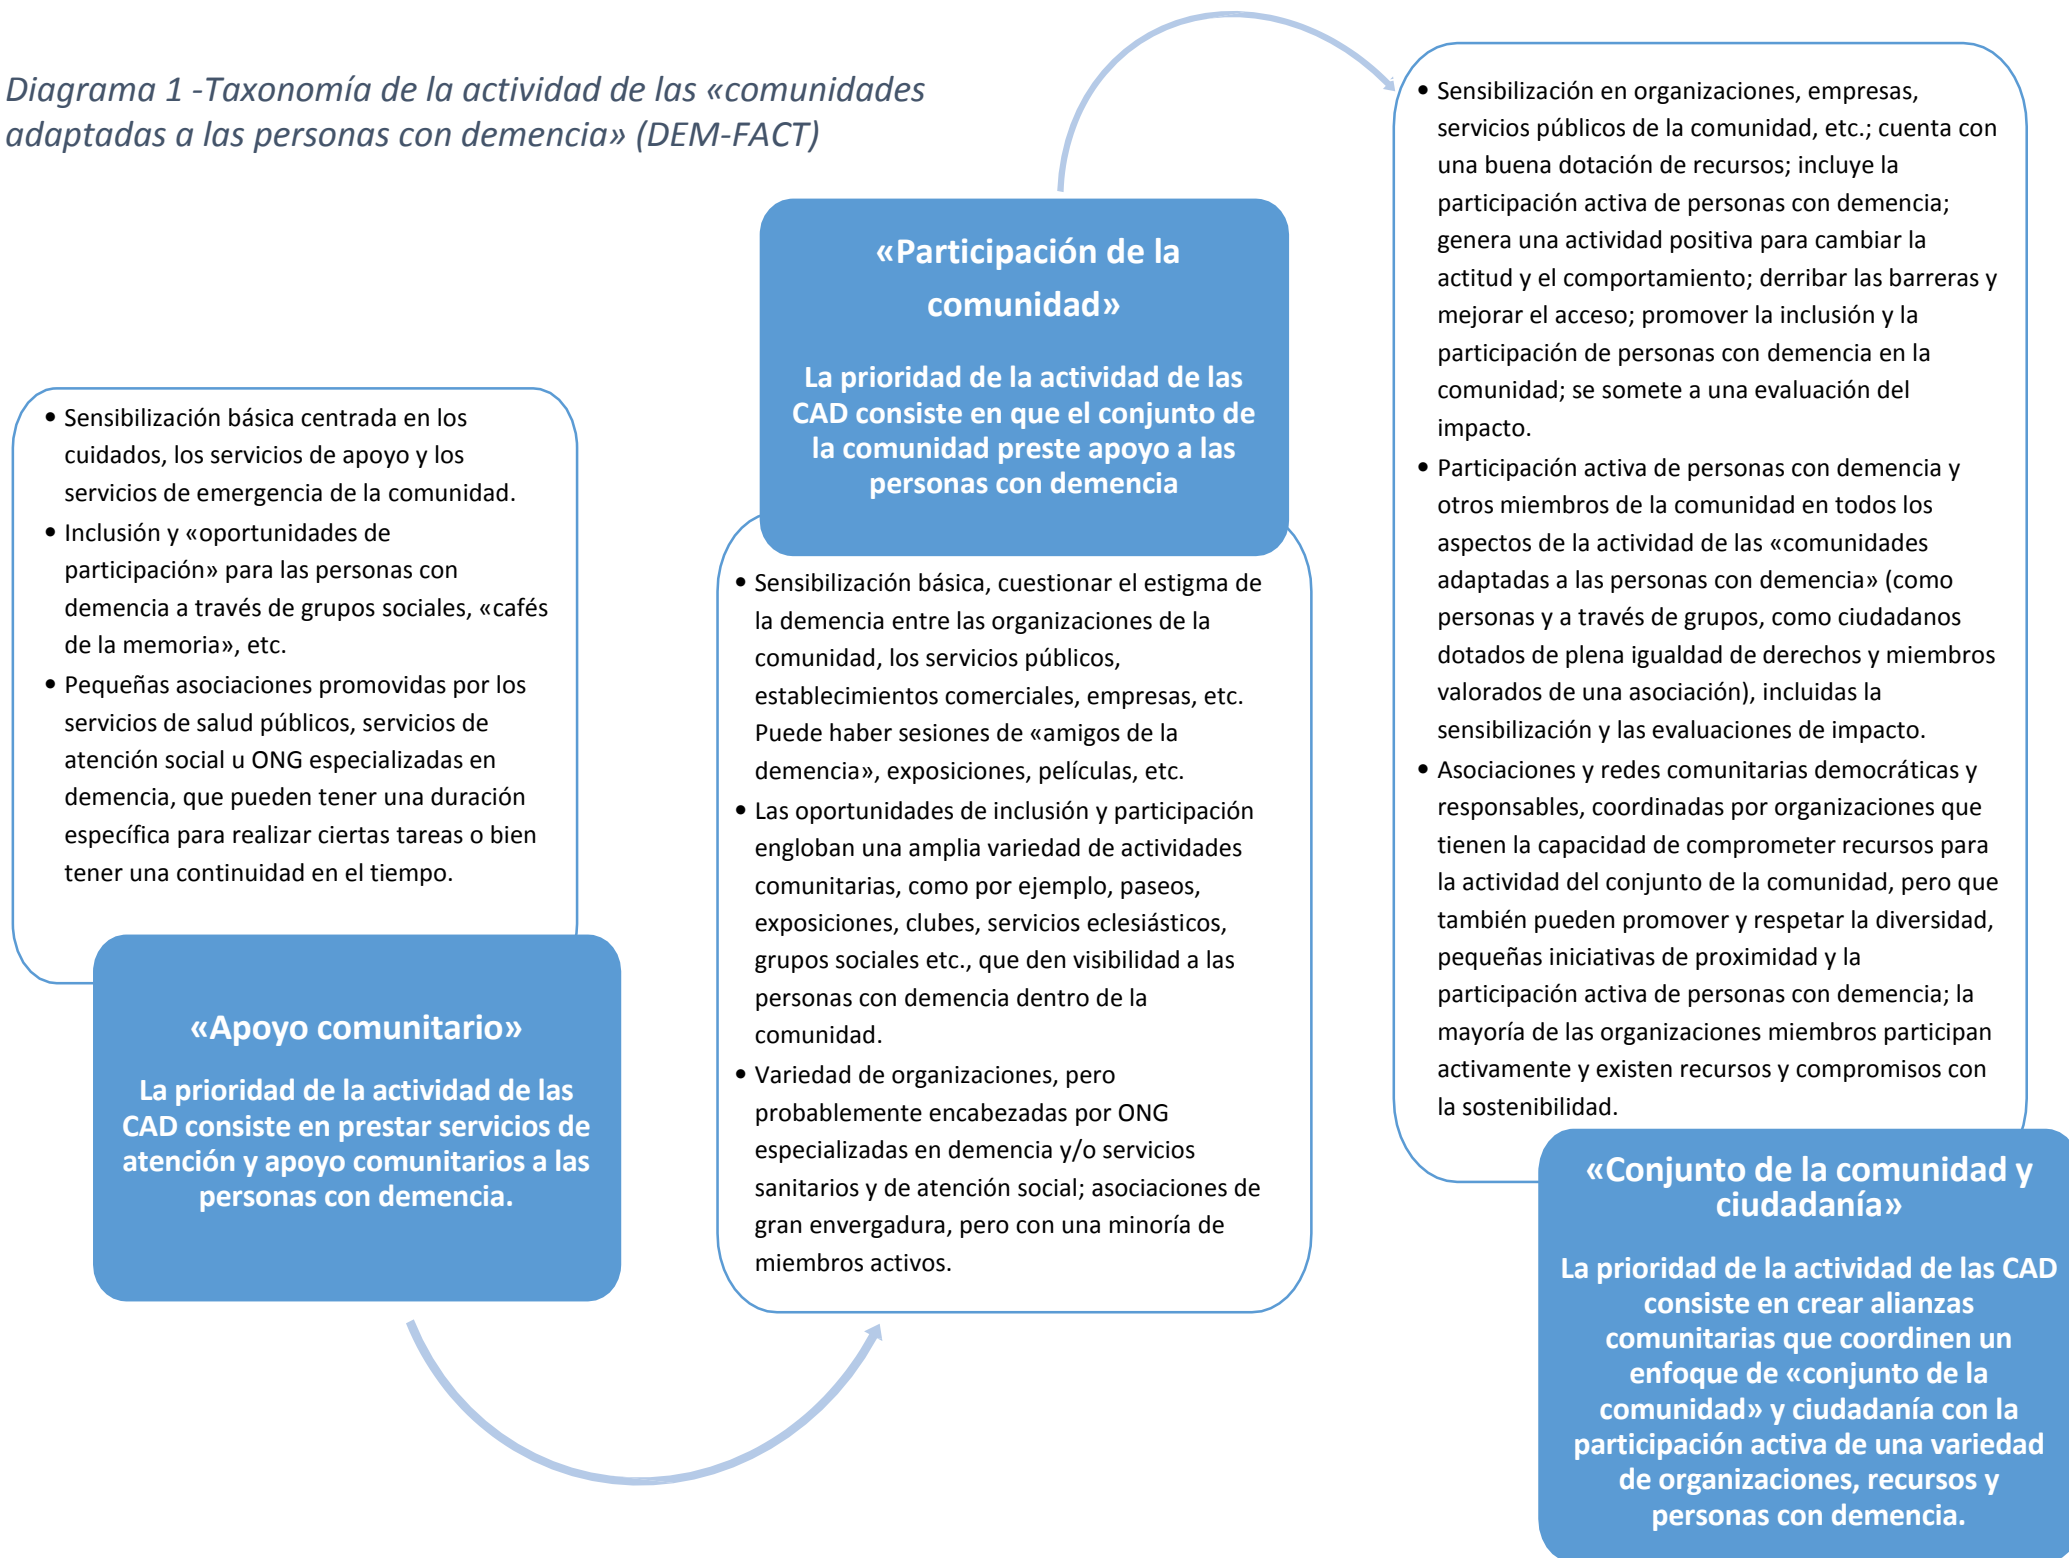 Diagrama 1 -Taxonomía de la actividad de las «comunidades
adaptadas a las personas con demencia» (DEM-FACT)
• Sensibilización básica centrada en los
cuidados, los servicios de apoyo y los
servicios de emergencia de la comunidad.
• Inclusión y «oportunidades de
participación» para las personas con
demencia a través de grupos sociales, «cafés
de la memoria», etc.
• Pequeñas asociaciones promovidas por los
servicios de salud públicos, servicios de
atención social u ONG especializadas en
demencia, que pueden tener una duración
específica para realizar ciertas tareas o bien
tener una continuidad en el tiempo.
«Apoyo comunitario»
La prioridad de la actividad de las
CAD consiste en prestar servicios de
atención y apoyo comunitarios a las
personas con demencia.
«Participación de la
comunidad»
La prioridad de la actividad de las
CAD consiste en que el conjunto de
la comunidad preste apoyo a las
personas con demencia
• Sensibilización básica, cuestionar el estigma de
la demencia entre las organizaciones de la
comunidad, los servicios públicos,
establecimientos comerciales, empresas, etc.
Puede haber sesiones de «amigos de la
demencia», exposiciones, películas, etc.
• Las oportunidades de inclusión y participación
engloban una amplia variedad de actividades
comunitarias, como por ejemplo, paseos,
exposiciones, clubes, servicios eclesiásticos,
grupos sociales etc., que den visibilidad a las
personas con demencia dentro de la
comunidad.
• Variedad de organizaciones, pero
probablemente encabezadas por ONG
especializadas en demencia y/o servicios
sanitarios y de atención social; asociaciones de
gran envergadura, pero con una minoría de
miembros activos.
• Sensibilización en organizaciones, empresas,
servicios públicos de la comunidad, etc.; cuenta con
una buena dotación de recursos; incluye la
participación activa de personas con demencia;
genera una actividad positiva para cambiar la
actitud y el comportamiento; derribar las barreras y
mejorar el acceso; promover la inclusión y la
participación de personas con demencia en la
comunidad; se somete a una evaluación del
impacto.
• Participación activa de personas con demencia y
otros miembros de la comunidad en todos los
aspectos de la actividad de las «comunidades
adaptadas a las personas con demencia» (como
personas y a través de grupos, como ciudadanos
dotados de plena igualdad de derechos y miembros
valorados de una asociación), incluidas la
sensibilización y las evaluaciones de impacto.
• Asociaciones y redes comunitarias democráticas y
responsables, coordinadas por organizaciones que
tienen la capacidad de comprometer recursos para
la actividad del conjunto de la comunidad, pero que
también pueden promover y respetar la diversidad,
pequeñas iniciativas de proximidad y la
participación activa de personas con demencia; la
mayoría de las organizaciones miembros participan
activamente y existen recursos y compromisos con
la sostenibilidad.
«Conjunto de la comunidad y
ciudadanía»
La prioridad de la actividad de las CAD
consiste en crear alianzas
comunitarias que coordinen un
enfoque de «conjunto de la
comunidad» y ciudadanía con la
participación activa de una variedad
de organizaciones, recursos y
personas con demencia.